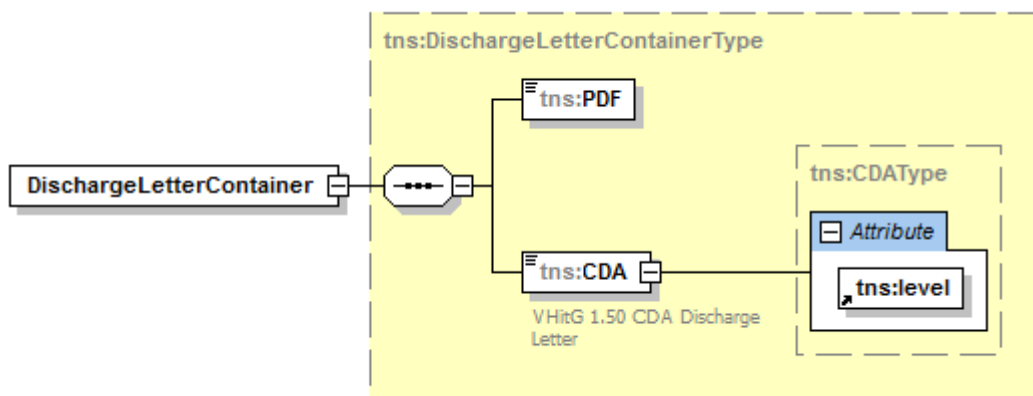 tns:DischargeLetterContainerType
tns:PDF
DischargeLetterContainer
tns:CDAType
Attribute
tns:CDA
tns:level
VHitG 1.50 CDA Discharge
Letter